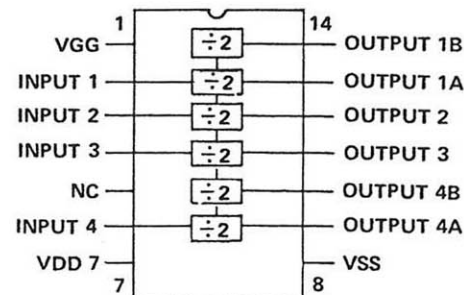 1 14
VGG ÷2 OUTPUT 1B
INPUT 1 ÷2 OUTPUT 1A
INPUT 2 ÷2 OUTPUT 2
INPUT 3 ÷2 OUTPUT 3
NC ÷2 OUTPUT 4B
INPUT 4 ÷2 OUTPUT 4A
VDD 7 VSS
7 8